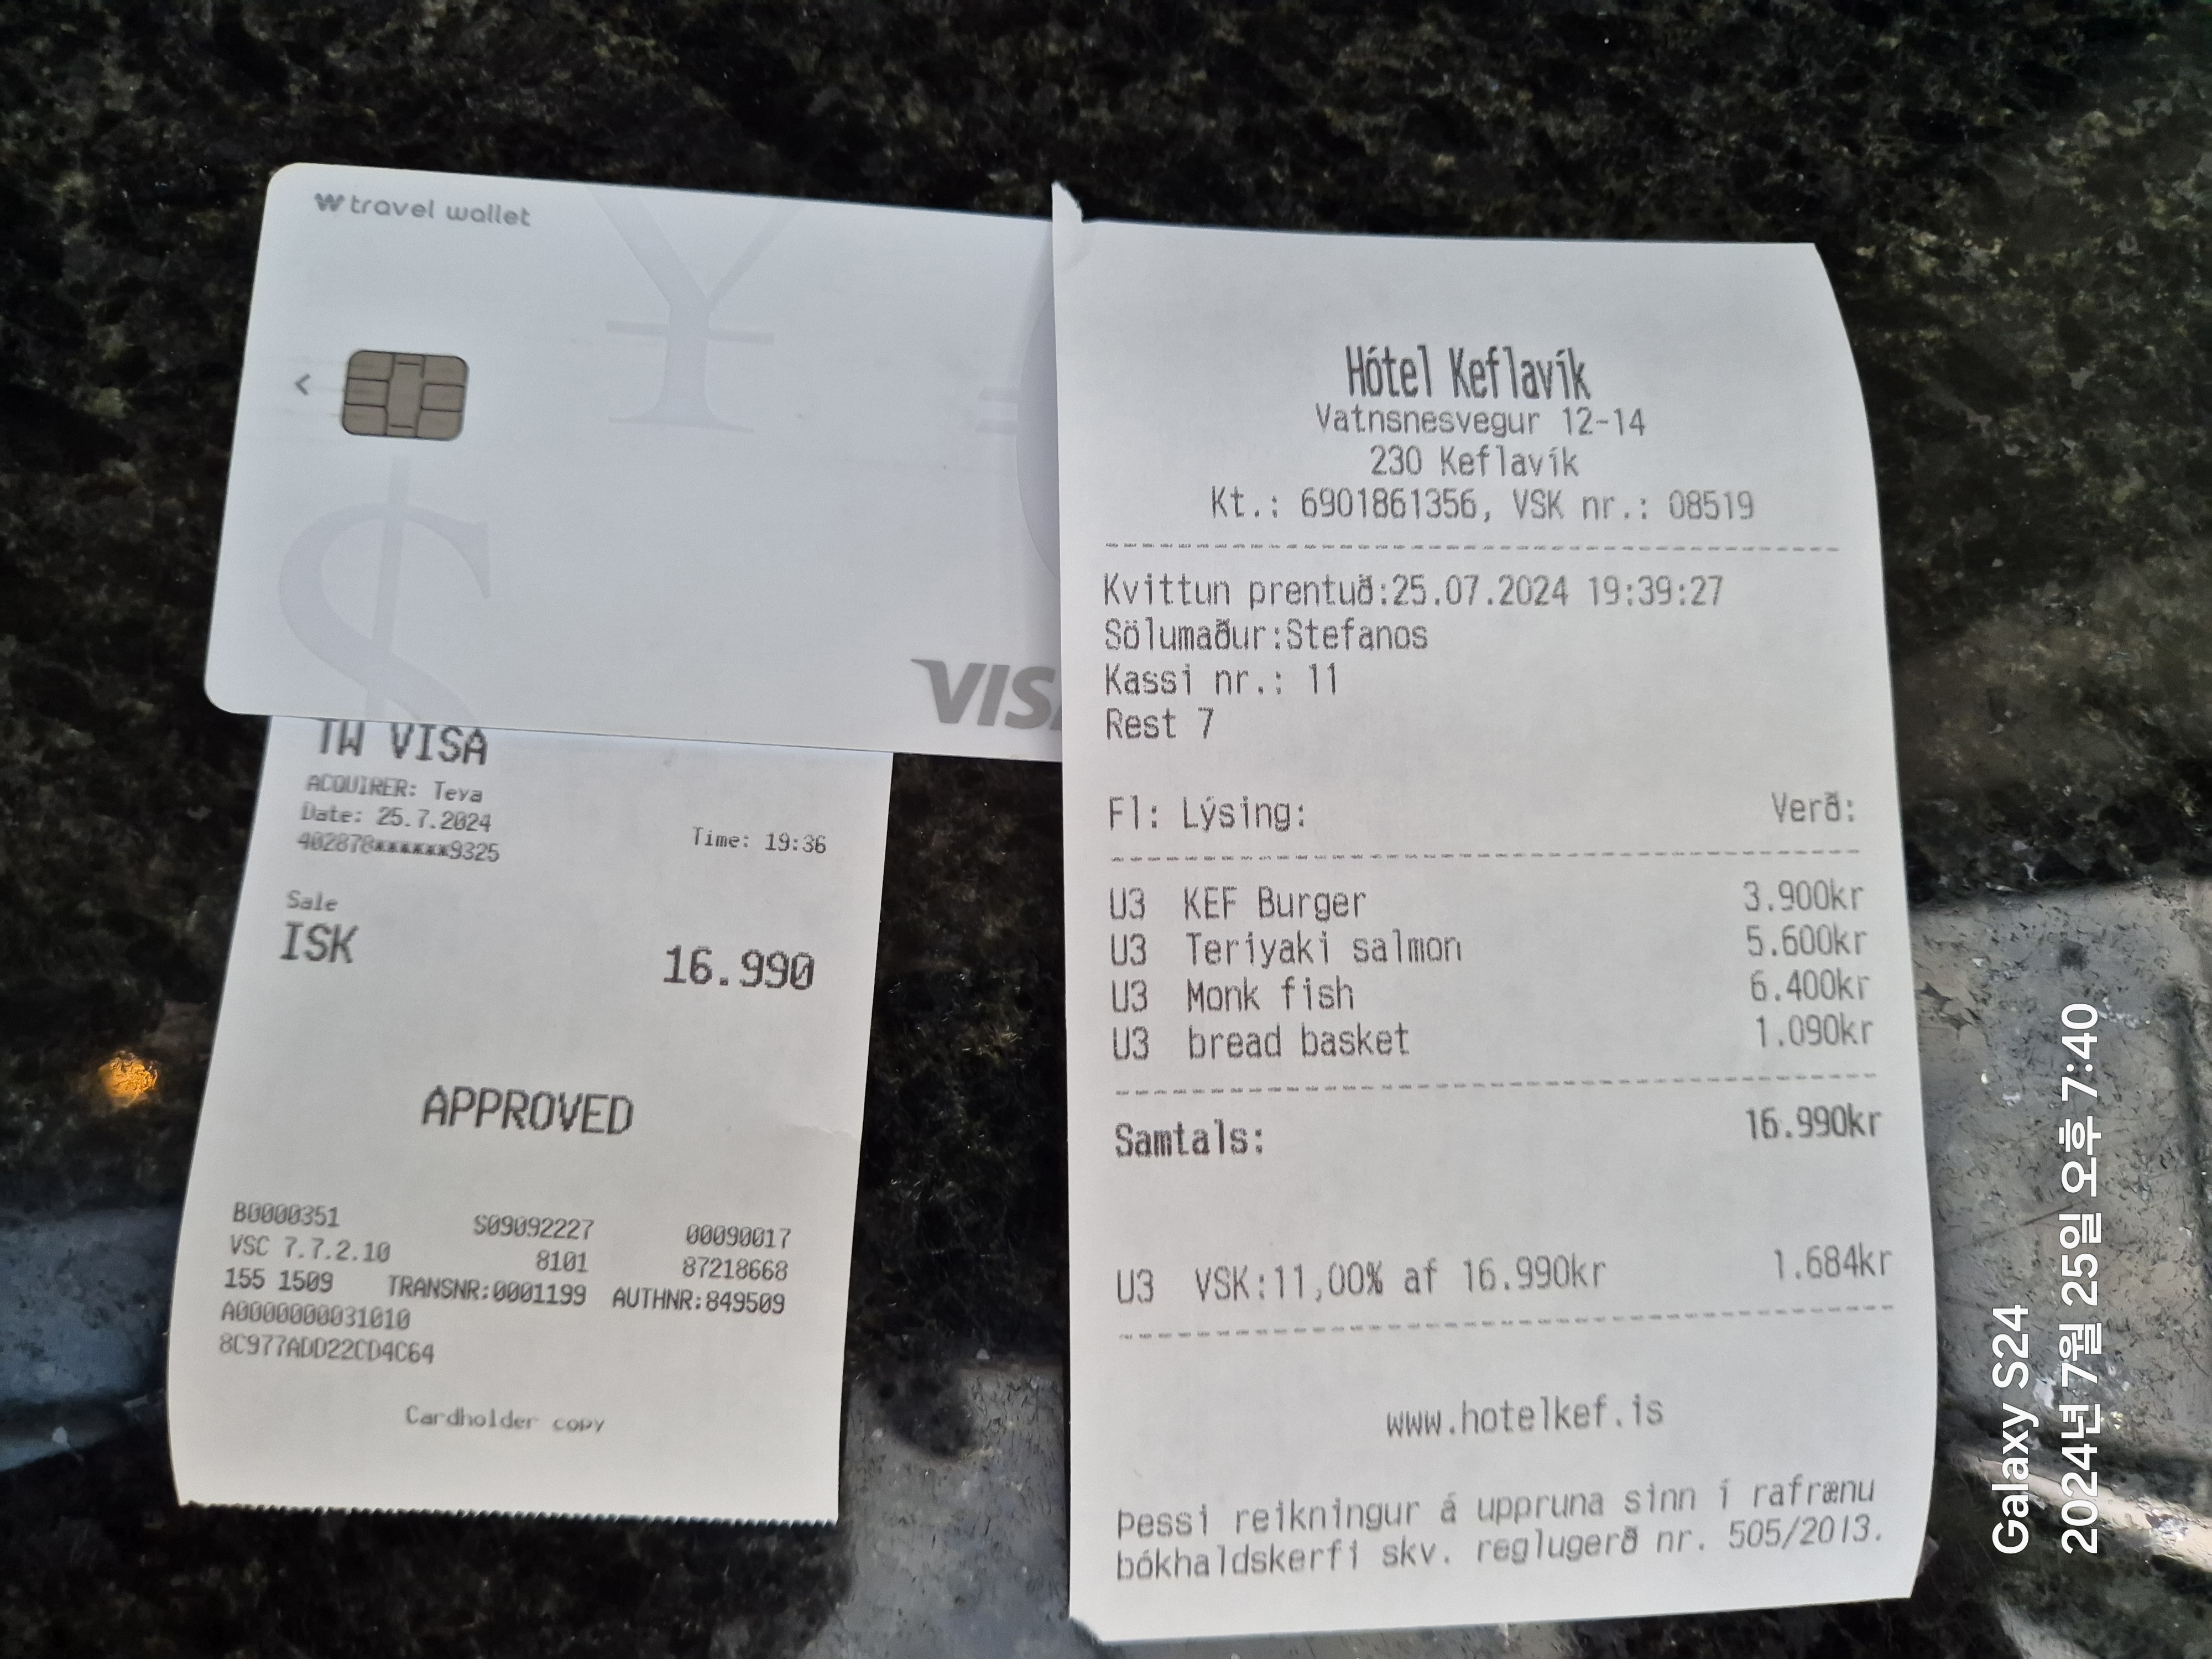 travel wallet
VISA
TW VISA
ACQUIRER: Teya
Date: 25.7.2024
Time: 19:36
402878******9325
Sale
ISK 16.990
APPROVED
B0000351 S09092227 00090017
VSC 7.7.2.10 8101 87218668
155 1509 TRANSNR:0001199 AUTHNR:849509
A0000000031010
8C977ADD22CD4C64
Cardholder copy
Hótel Keflavík
Vatnsnesvegur 12-14
230 Keflavík
Kt.: 6901861356, VSK nr.: 08519
Kvittun prentuð:25.07.2024 19:39:27
Sölumaður:Stefanos
Kassi nr.: 11
Rest 7
Fl: Lýsing: Verð:
U3 KEF Burger 3.900kr
U3 Teriyaki salmon 5.600kr
U3 Monk fish 6.400kr
U3 bread basket 1.090kr
Samtals: 16.990kr
U3 VSK:11,00% af 16.990kr 1.684kr
www.hotelkef.is
Þessi reikningur á uppruna sinn í rafrænu
bókhaldskerfi skv. reglugerð nr. 505/2013.
Galaxy S24
2024년 7월 25일 오후 7:40